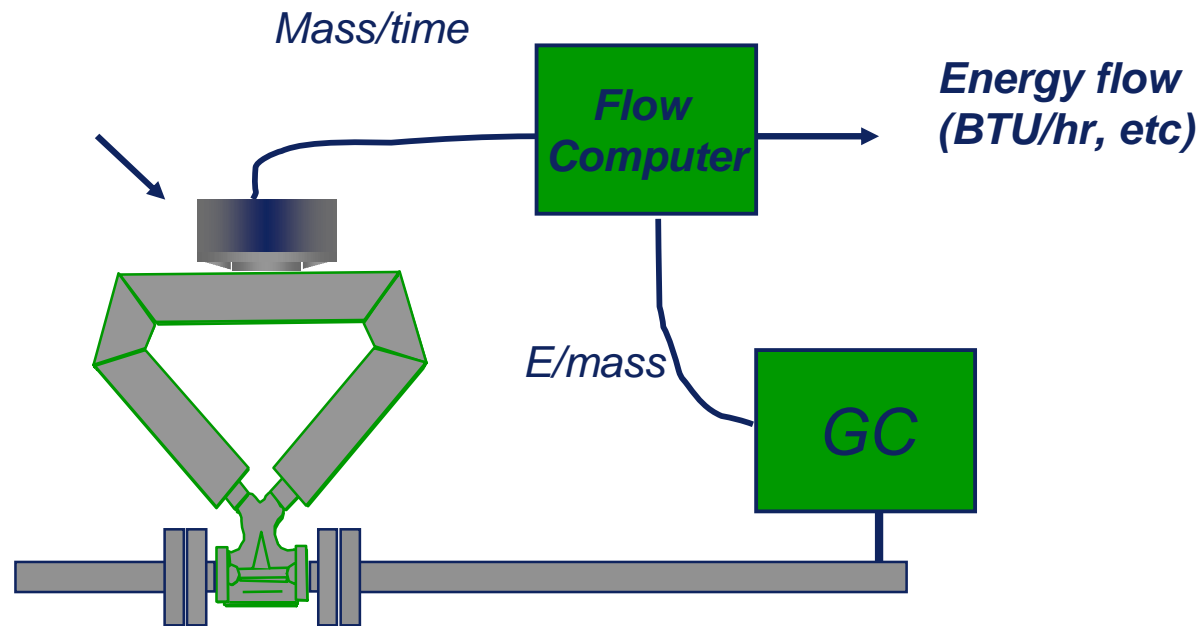 Mass/time
Flow
Computer
Energy flow
(BTU/hr, etc)
E/mass
GC